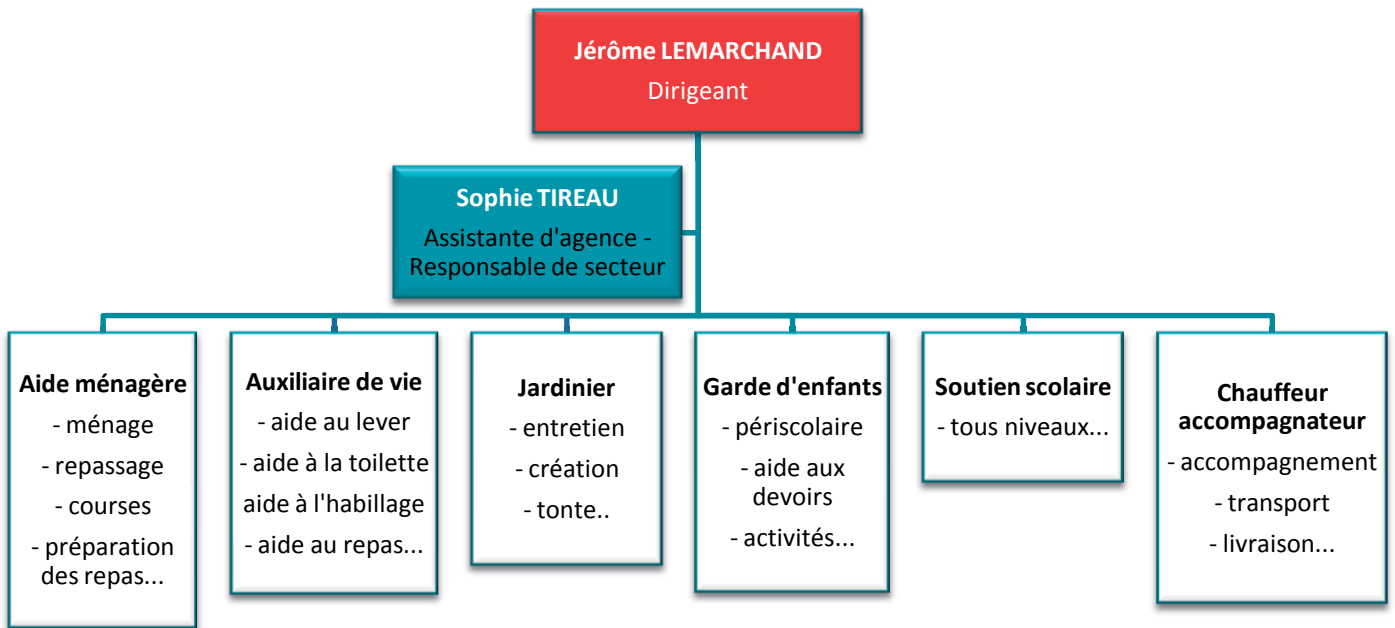 Jérôme LEMARCHAND
Dirigeant
Sophie TIREAU
Assistante d'agence -
Responsable de secteur
Aide ménagère
- ménage
- repassage
- courses
- préparation
des repas...
Auxiliaire de vie
- aide au lever
- aide à la toilette
aide à l'habillage
- aide au repas...
Jardinier
- entretien
- création
- tonte..
Garde d'enfants
- périscolaire
- aide aux
devoirs
- activités...
Soutien scolaire
- tous niveaux...
Chauffeur
accompagnateur
- accompagnement
- transport
- livraison...